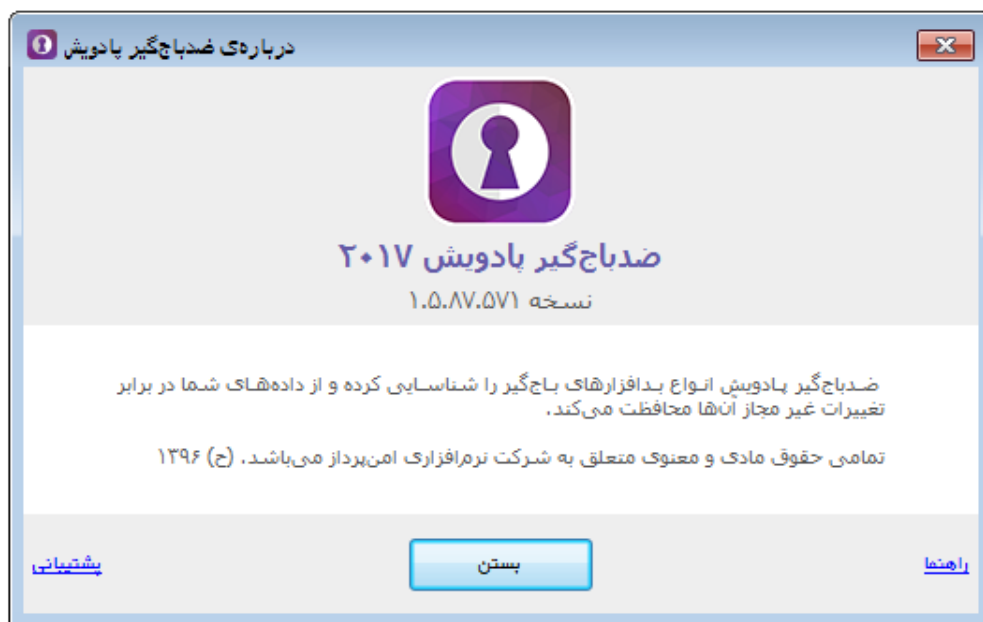 درباره‌ی ضدباج‌گیر پادویش
ضدباج‌گیر پادویش ۲۰۱۷
نسخه ۱.۵.۸۷.۵۷۱
ضدباج‌گیر پادویش انواع بدافزارهای باج‌گیر را شناسایی کرده و از داده‌های شما در برابر
تغییرات غیر مجاز آن‌ها محافظت می‌کند.
تمامی حقوق مادی و معنوی متعلق به شرکت نرم‌افزاری امن‌پرداز می‌باشد. (ح) ۱۳۹۶
راهنما
بستن
پشتیبانی